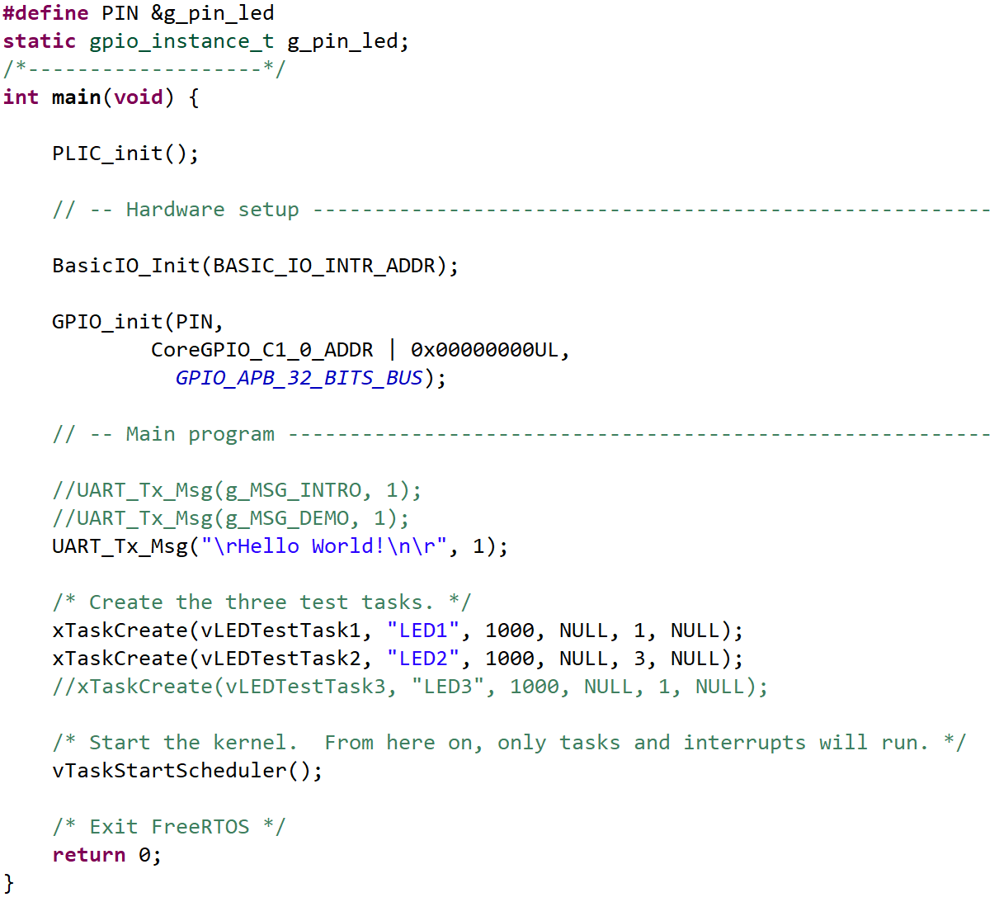 #define PIN &g_pin_led
static gpio_instance_t g_pin_led;
/*-------------------*/
int main(void) {
    PLIC_init();
    // -- Hardware setup -------------------------------------------------------
    BasicIO_Init(BASIC_IO_INTR_ADDR);
    GPIO_init(PIN,
            CoreGPIO_C1_0_ADDR | 0x00000000UL,
              GPIO_APB_32_BITS_BUS);
    // -- Main program ---------------------------------------------------------
    //UART_Tx_Msg(g_MSG_INTRO, 1);
    //UART_Tx_Msg(g_MSG_DEMO, 1);
    UART_Tx_Msg("\rHello World!\n\r", 1);
    /* Create the three test tasks. */
    xTaskCreate(vLEDTestTask1, "LED1", 1000, NULL, 1, NULL);
    xTaskCreate(vLEDTestTask2, "LED2", 1000, NULL, 3, NULL);
    //xTaskCreate(vLEDTestTask3, "LED3", 1000, NULL, 1, NULL);
    /* Start the kernel.  From here on, only tasks and interrupts will run. */
    vTaskStartScheduler();
    /* Exit FreeRTOS */
    return 0;
}